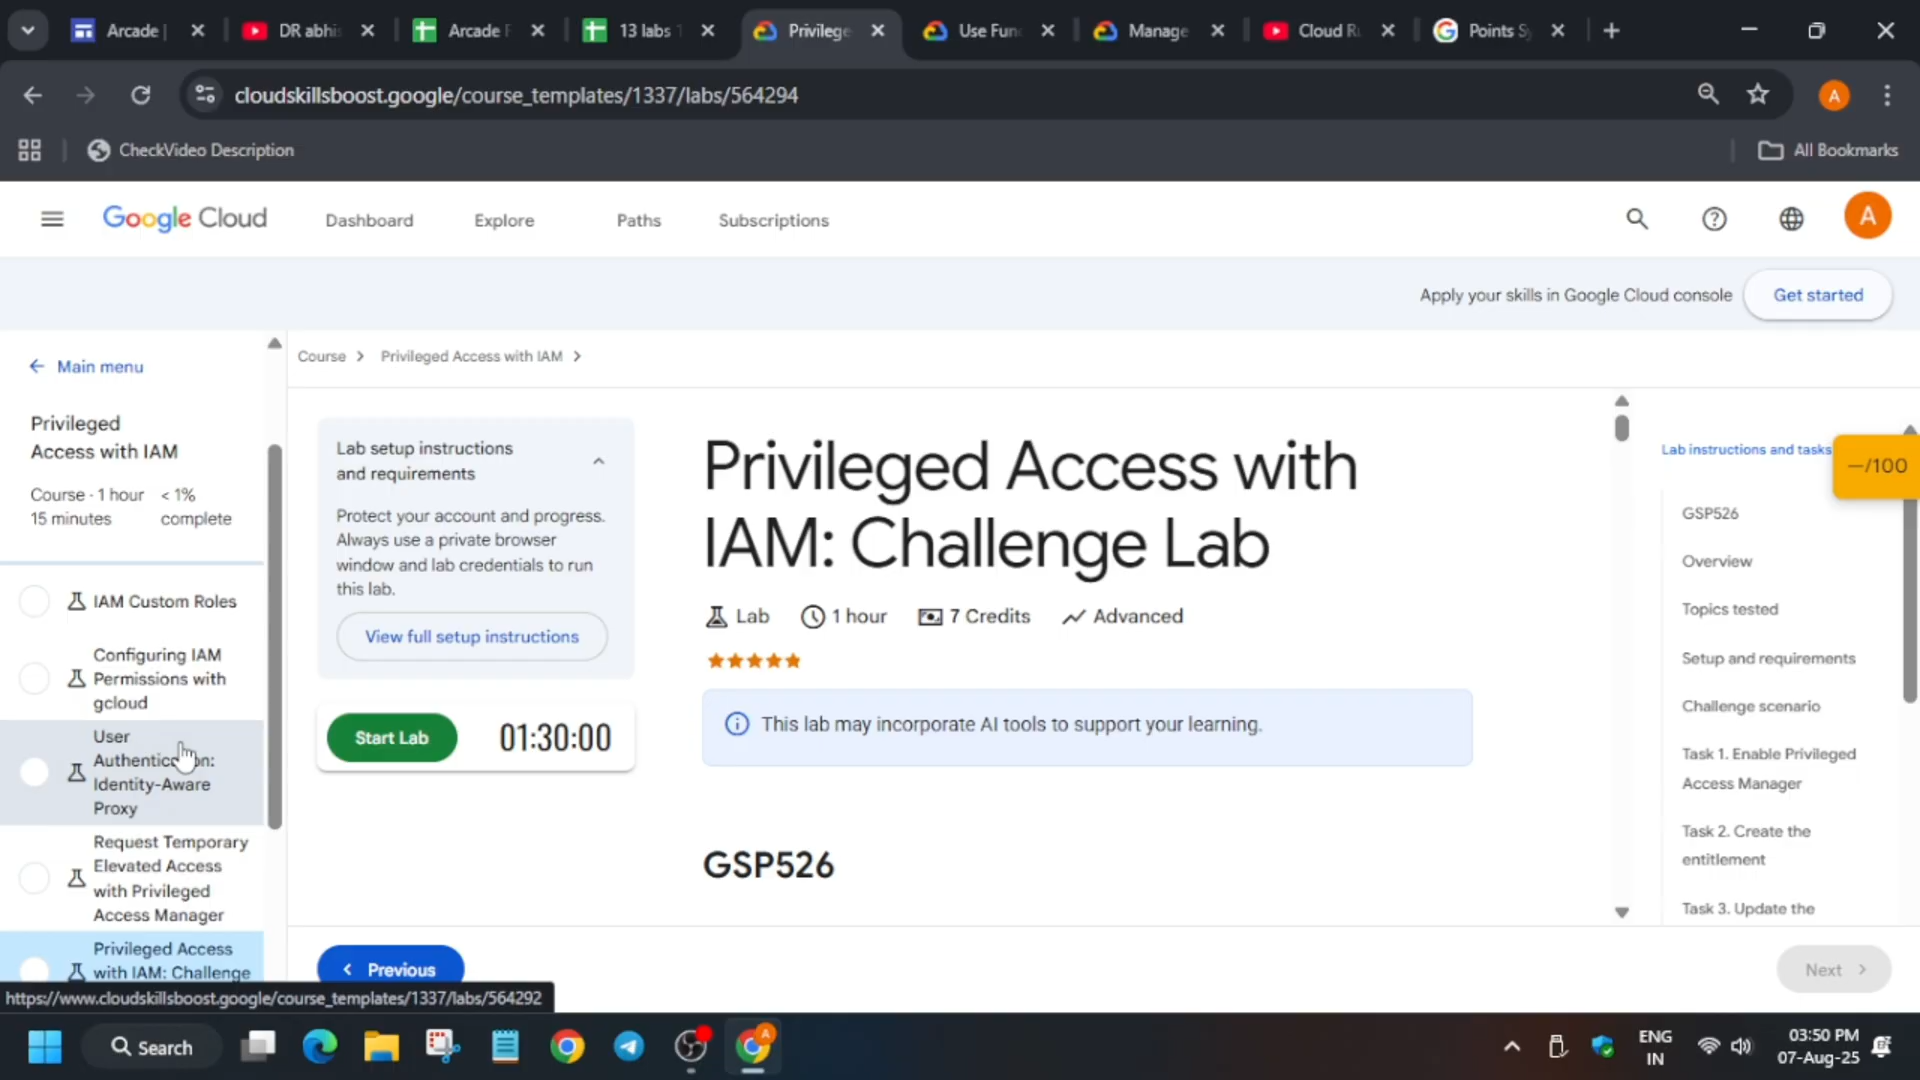 Arcade |
DR abhis
Arcade F
13 labs
Privilege
Use Fun
Manage
Cloud R
Points S
cloudskillsboost.google/course_templates/1337/labs/564294
A
CheckVideo Description
All Bookmarks
Google Cloud
Dashboard
Explore
Paths
Subscriptions
A
Apply your skills in Google Cloud console
Get started
Main menu
Privileged
Access with IAM
Course · 1 hour
15 minutes
< 1%
complete
IAM Custom Roles
Configuring IAM
Permissions with
gcloud
User
Authentication:
Identity-Aware
Proxy
Request Temporary
Elevated Access
with Privileged
Access Manager
Privileged Access
with IAM: Challenge
Course > Privileged Access with IAM >
Lab setup instructions
and requirements
Protect your account and progress.
Always use a private browser
window and lab credentials to run
this lab.
View full setup instructions
Start Lab
01:30:00
Privileged Access with
IAM: Challenge Lab
Lab
1 hour
7 Credits
Advanced
This lab may incorporate AI tools to support your learning.
GSP526
Lab instructions and tasks
—/100
GSP526
Overview
Topics tested
Setup and requirements
Challenge scenario
Task 1. Enable Privileged
Access Manager
Task 2. Create the
entitlement
Task 3. Update the
Previous
Next
https://www.cloudskillsboost.google/course_templates/1337/labs/564292
Search
ENG
IN
03:50 PM
07-Aug-25